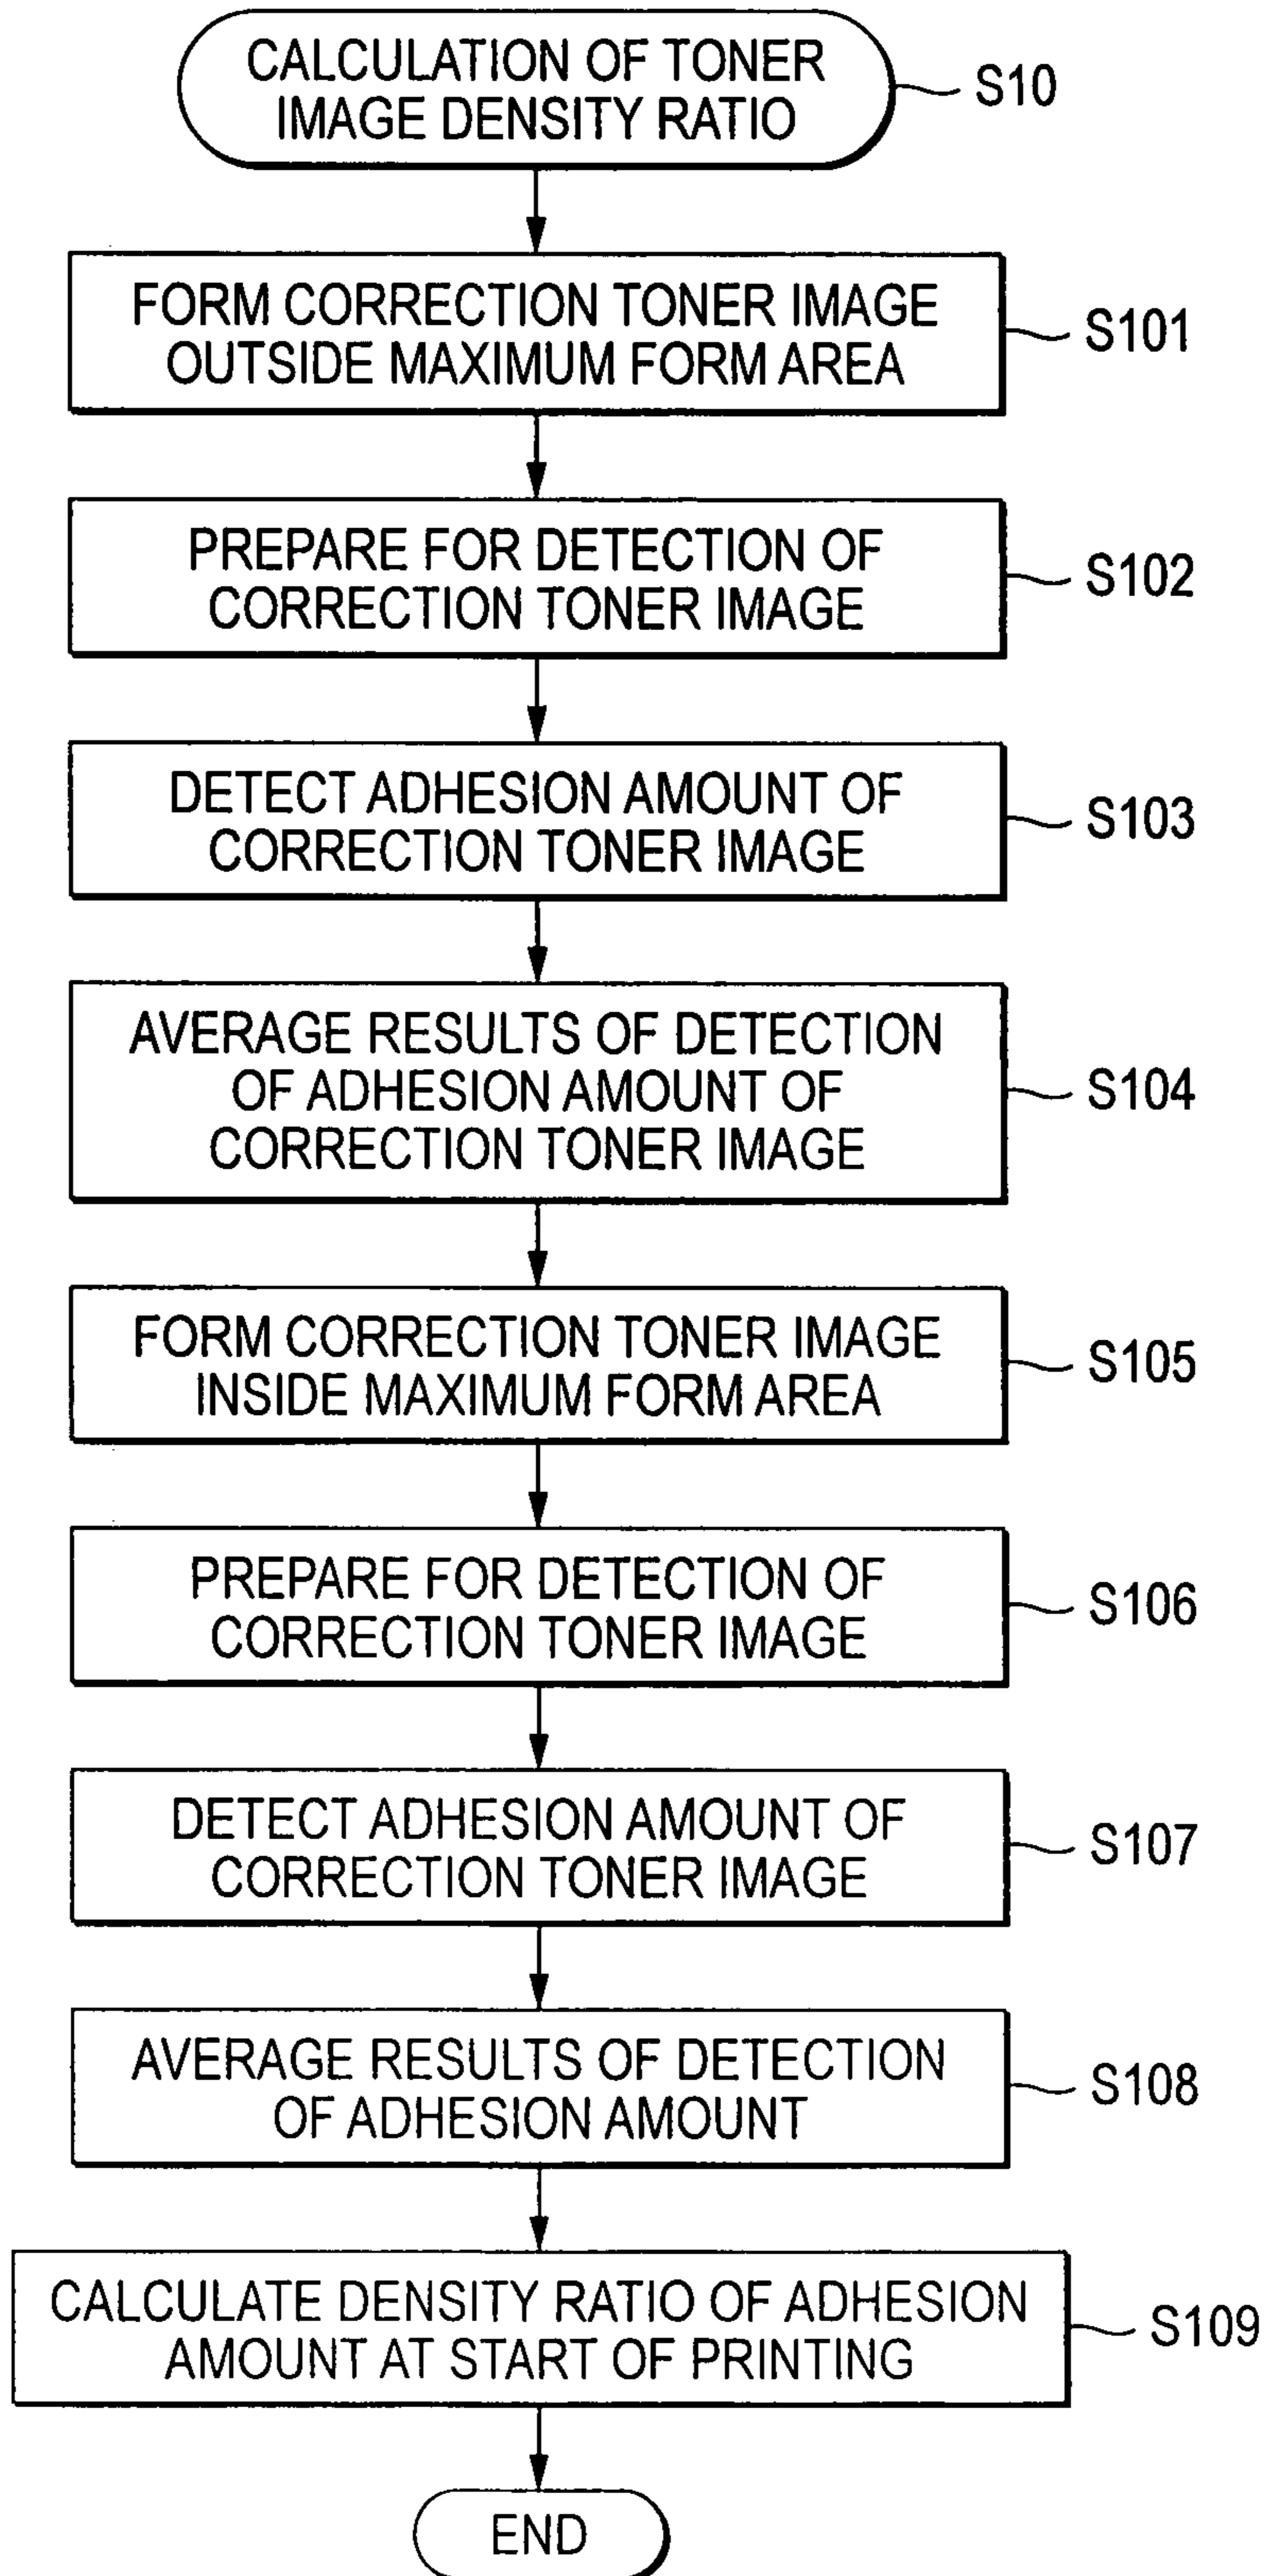 CALCULATION OF TONER
IMAGE DENSITY RATIO
S10
FORM CORRECTION TONER IMAGE
OUTSIDE MAXIMUM FORM AREA
S101
PREPARE FOR DETECTION OF
CORRECTION TONER IMAGE
S102
DETECT ADHESION AMOUNT OF
CORRECTION TONER IMAGE
S103
AVERAGE RESULTS OF DETECTION
OF ADHESION AMOUNT OF
CORRECTION TONER IMAGE
S104
FORM CORRECTION TONER IMAGE
INSIDE MAXIMUM FORM AREA
S105
PREPARE FOR DETECTION OF
CORRECTION TONER IMAGE
S106
DETECT ADHESION AMOUNT OF
CORRECTION TONER IMAGE
S107
AVERAGE RESULTS OF DETECTION
OF ADHESION AMOUNT
S108
CALCULATE DENSITY RATIO OF ADHESION
AMOUNT AT START OF PRINTING
S109
END